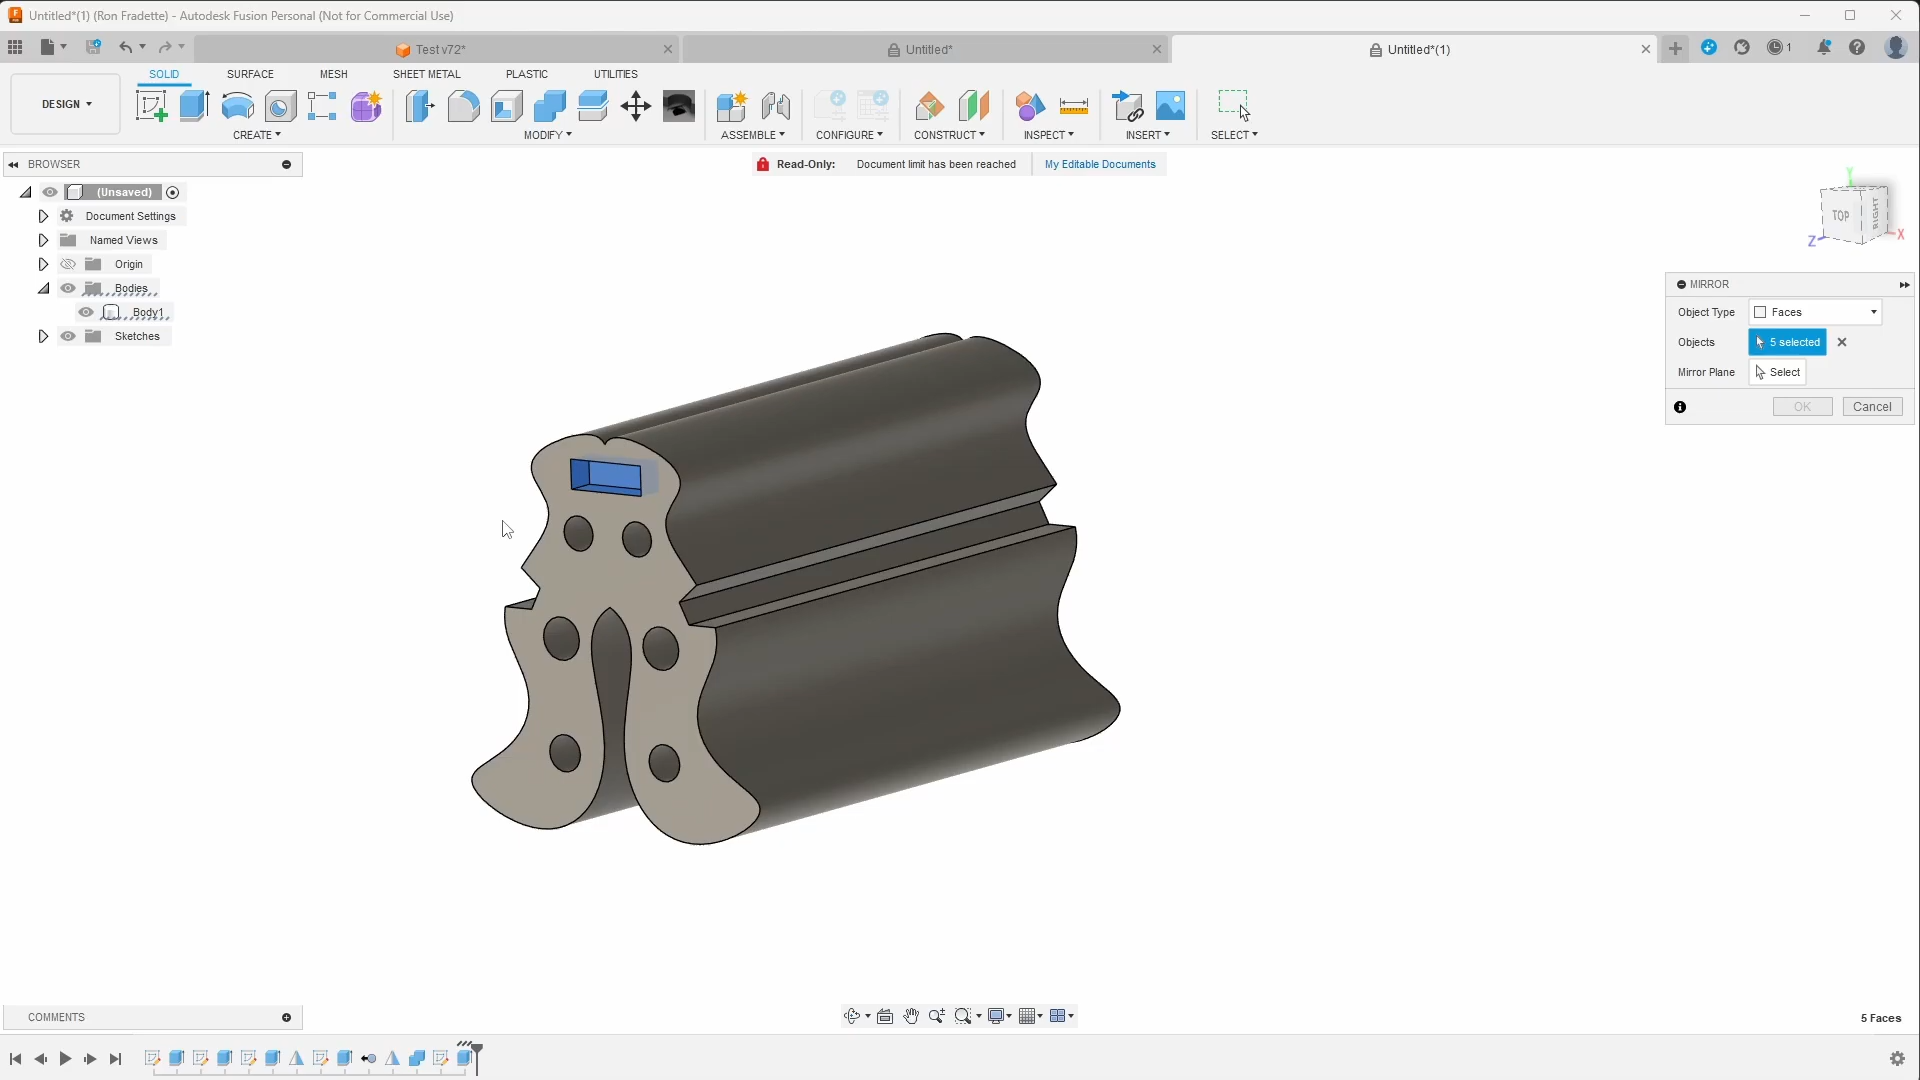 Untitled*(1) (Ron Fradette) - Autodesk Fusion Personal (Not for Commercial Use)
Test v72*
Untitled*
Untitled*(1)
1
SOLID
SURFACE
MESH
SHEET METAL
PLASTIC
UTILITIES
DESIGN
CREATE
MODIFY
ASSEMBLE
CONFIGURE
CONSTRUCT
INSPECT
INSERT
SELECT
BROWSER
Read-Only:
Document limit has been reached
My Editable Documents
(Unsaved)
Document Settings
Named Views
Origin
Bodies
Body1
Sketches
Y
TOP
RIGHT
Z
X
MIRROR
Object Type
Faces
Objects
5 selected
Mirror Plane
Select
OK
Cancel
COMMENTS
5 Faces